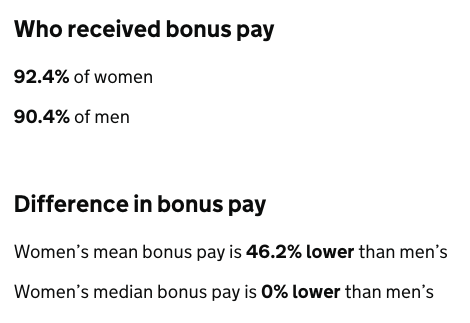 Who received bonus pay
92.4% of women
90.4% of men
Difference in bonus pay
Women’s mean bonus pay is 46.2% lower than men’s
Women’s median bonus pay is 0% lower than men’s